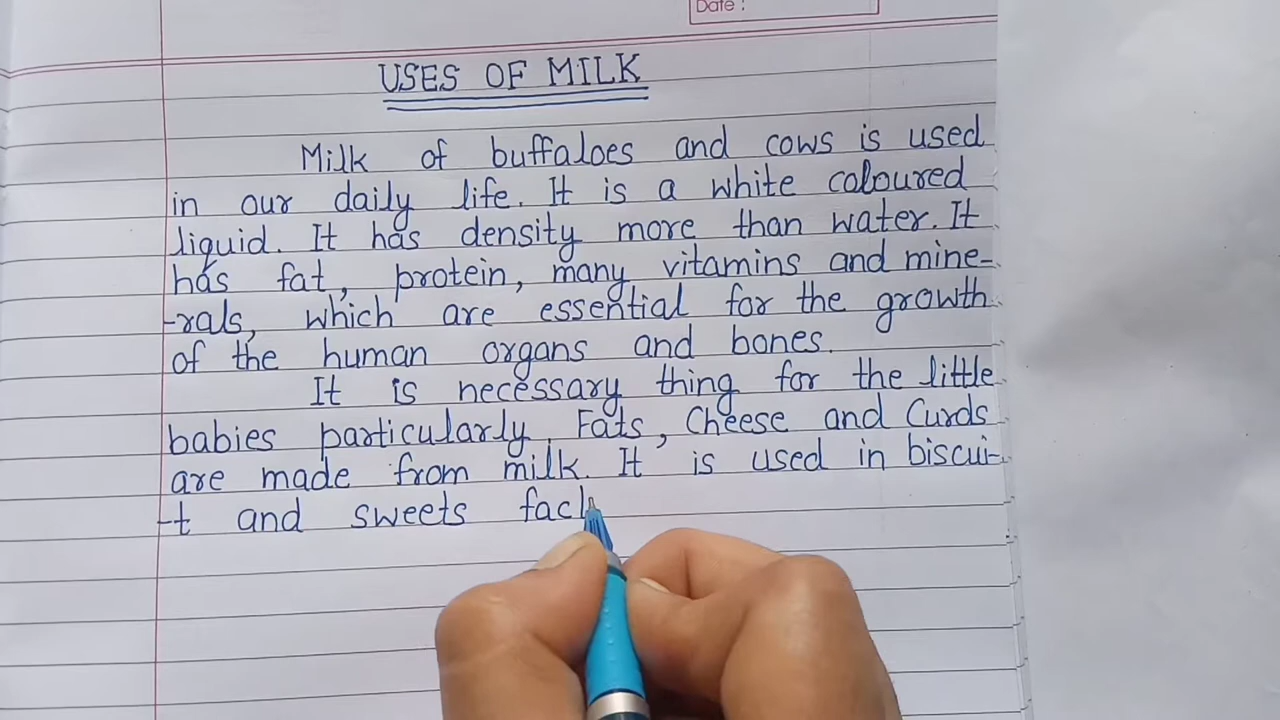 Date :
USES OF MILK
Milk of buffaloes and cows is used
in our daily life. It is a white coloured
liquid. It has density more than water. It
has fat, protein, many vitamins and mine-
-rals, which are essential for the growth
of the human organs and bones.
It is necessary thing for the little
babies particularly. Fats, Cheese and Curds
are made from milk. It is used in biscui-
-t and sweets fact